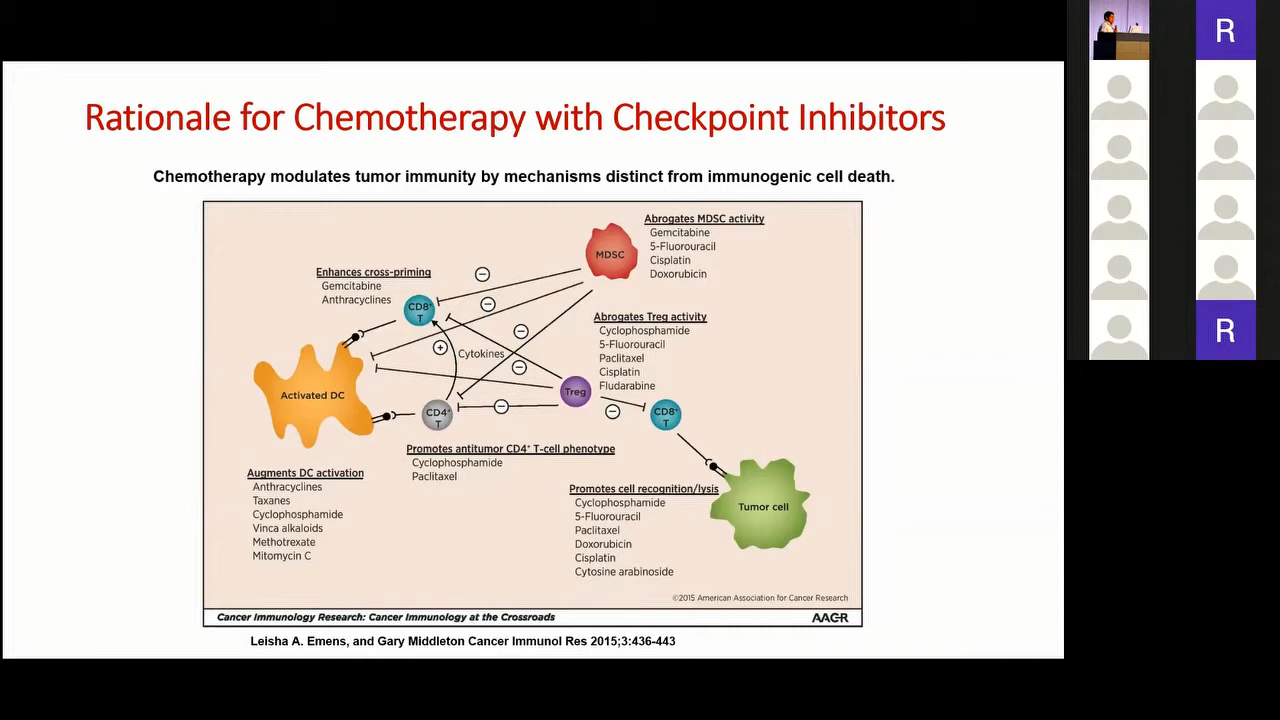 Rationale for Chemotherapy with Checkpoint Inhibitors
Chemotherapy modulates tumor immunity by mechanisms distinct from immunogenic cell death.
Abrogates MDSC activity
Gemcitabine
5-Fluorouracil
Cisplatin
Doxorubicin
MDSC
Enhances cross-priming
Gemcitabine
Anthracyclines
CD8⁺
T
Abrogates Treg activity
Cyclophosphamide
5-Fluorouracil
Paclitaxel
Cisplatin
Fludarabine
Cytokines
Activated DC
Treg
CD4⁺
T
CD8⁺
T
Promotes antitumor CD4⁺ T-cell phenotype
Cyclophosphamide
Paclitaxel
Augments DC activation
Anthracyclines
Taxanes
Cyclophosphamide
Vinca alkaloids
Methotrexate
Mitomycin C
Promotes cell recognition/lysis
Cyclophosphamide
5-Fluorouracil
Paclitaxel
Doxorubicin
Cisplatin
Cytosine arabinoside
Tumor cell
©2015 American Association for Cancer Research
Cancer Immunology Research: Cancer Immunology at the Crossroads
AACR
Leisha A. Emens, and Gary Middleton Cancer Immunol Res 2015;3:436-443
R
R